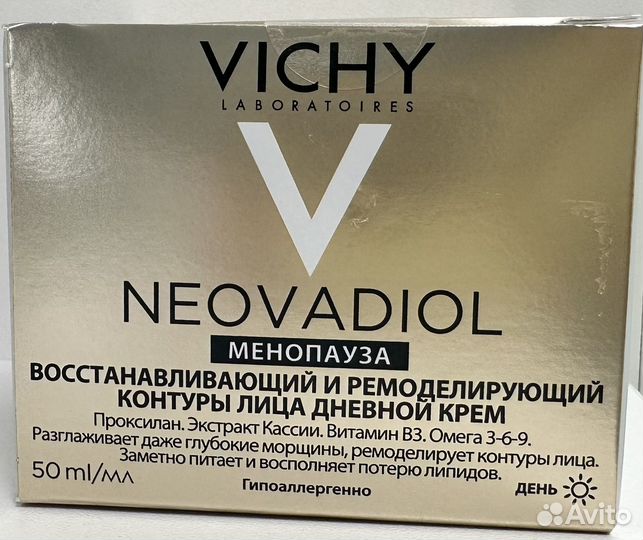 VICHY
LABORATOIRES
V
NEOVADIOL
МЕНОПАУЗА
ВОССТАНАВЛИВАЮЩИЙ И РЕМОДЕЛИРУЮЩИЙ
КОНТУРЫ ЛИЦА ДНЕВНОЙ КРЕМ
Проксилан. Экстракт Кассии. Витамин В3. Омега 3-6-9.
Разглаживает даже глубокие морщины, ремоделирует контуры лица.
Заметно питает и восполняет потерю липидов.
50 ml/мл
Гипоаллергенно
ДЕНЬ
Avito